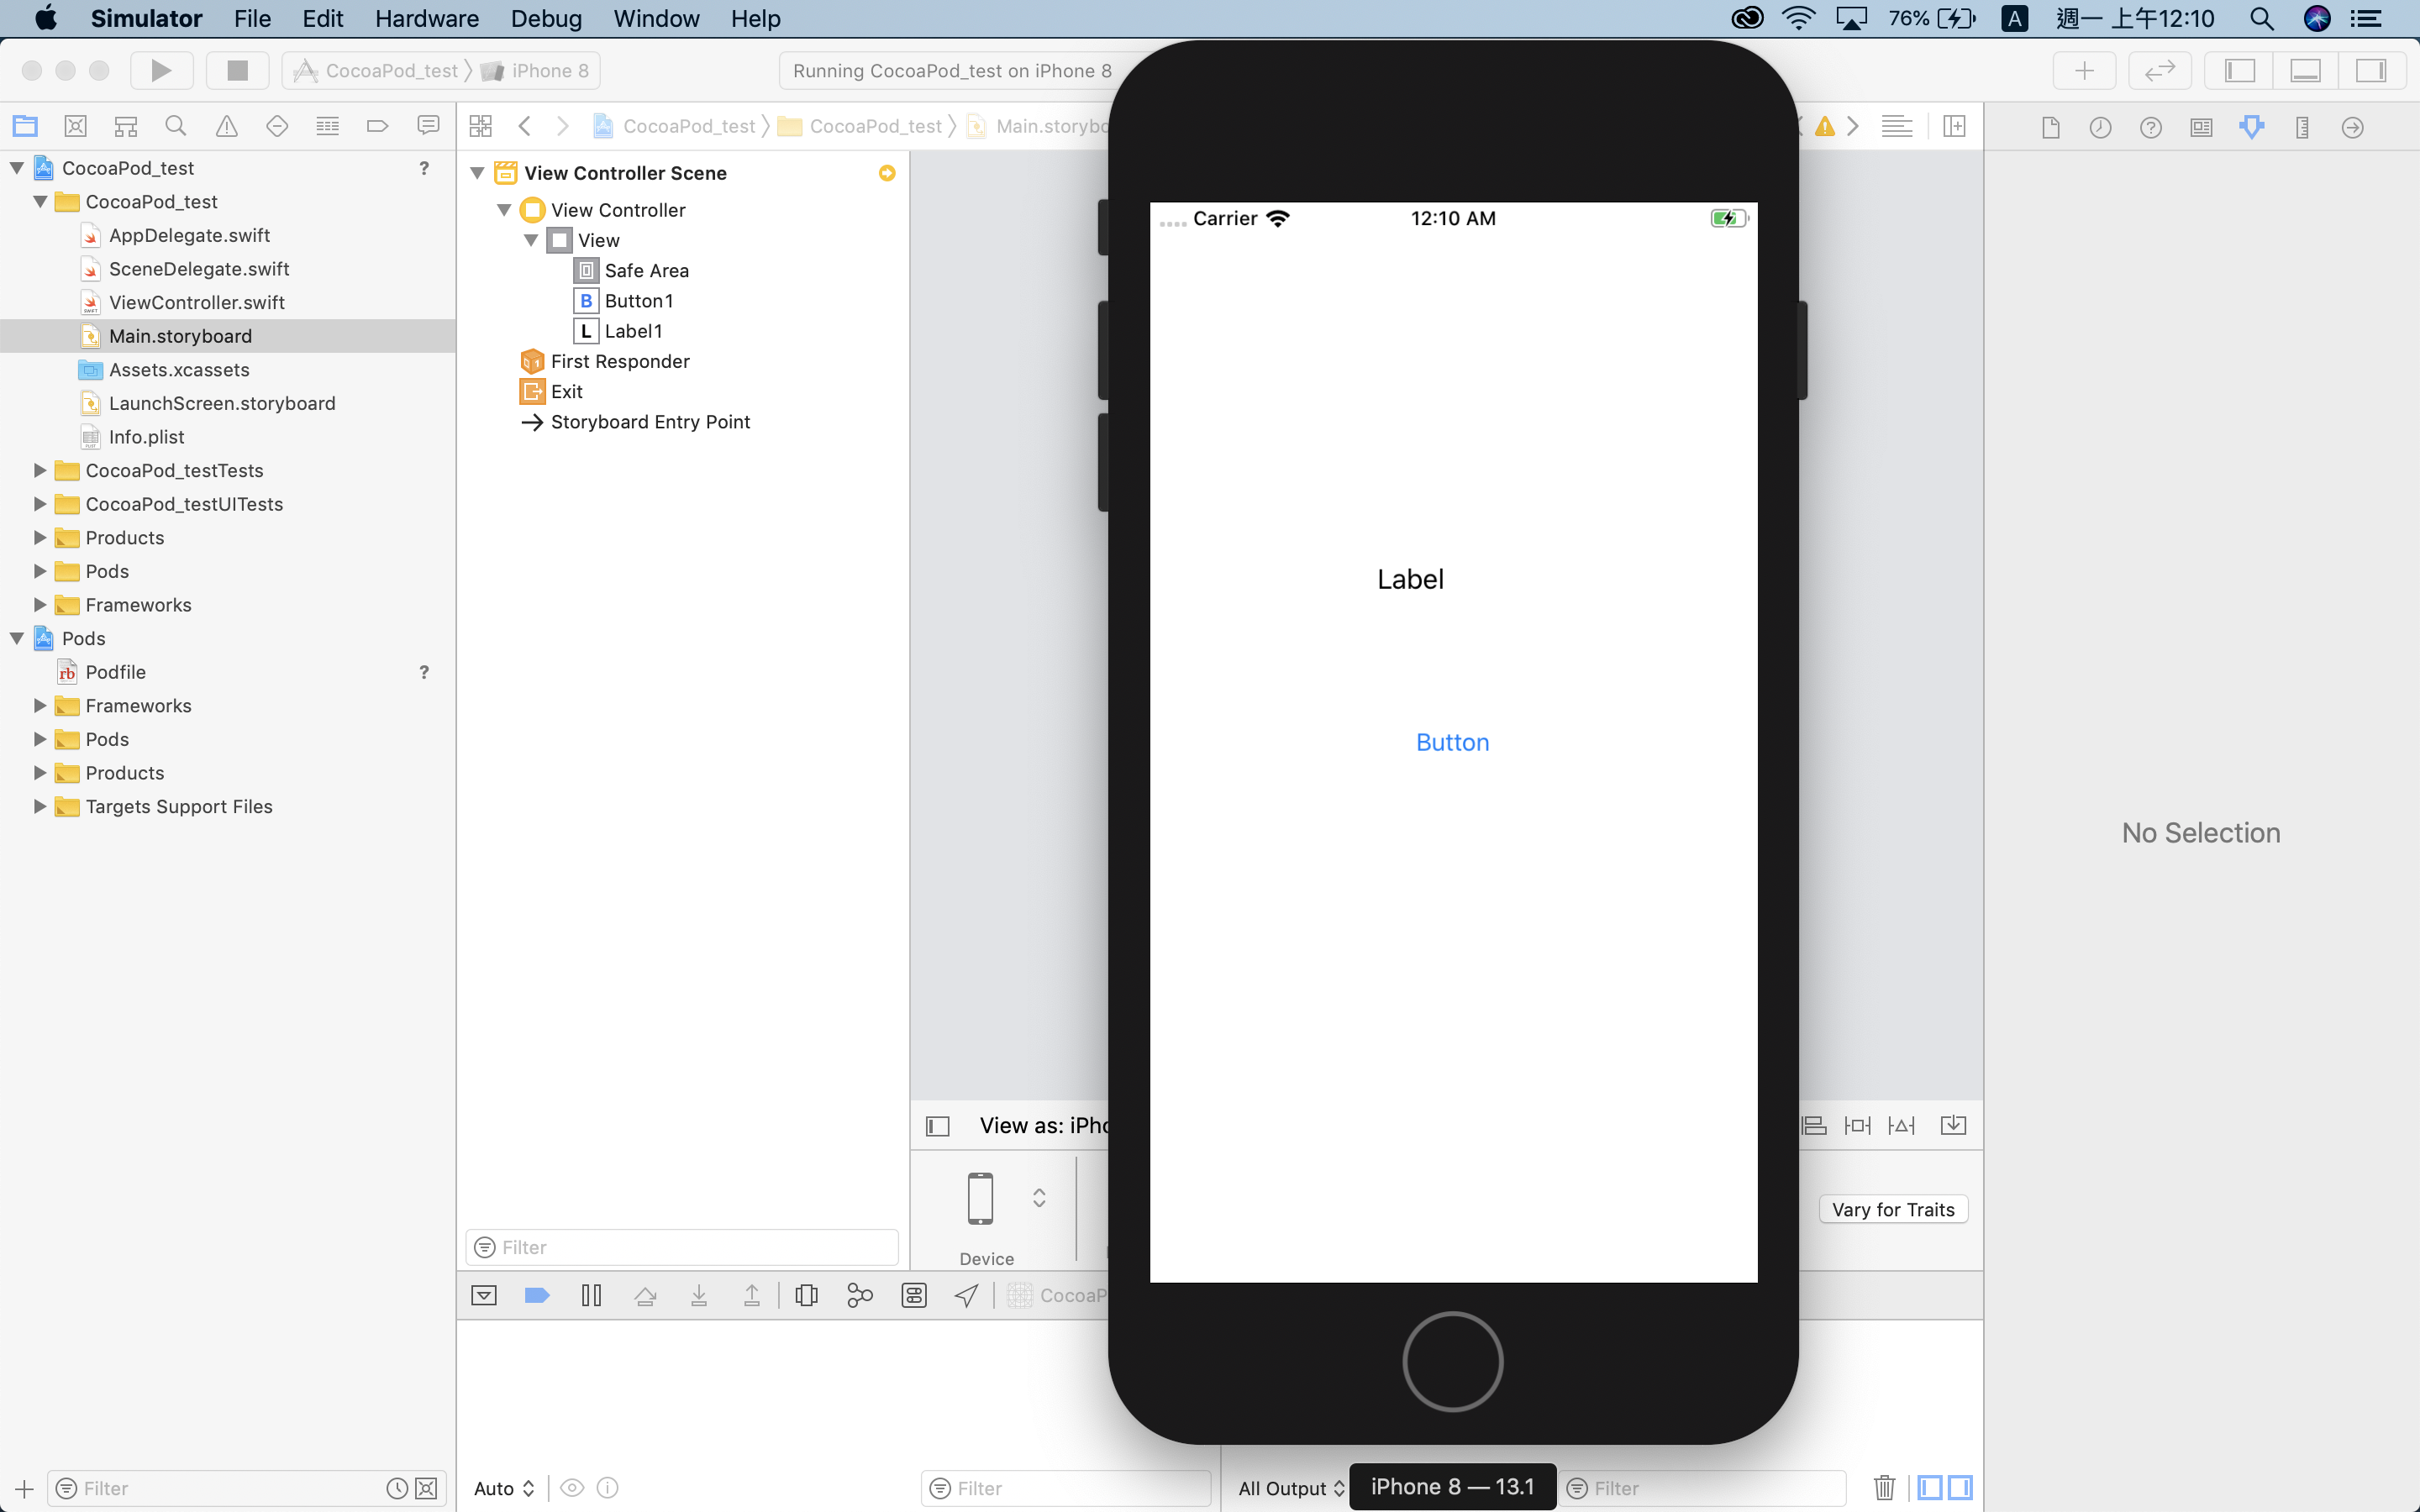 Simulator File Edit Hardware Debug Window Help 76% A 週一 上午12:10
CocoaPod_test iPhone 8 Running CocoaPod_test on iPhone 8
CocoaPod_test CocoaPod_test Main.storybo
CocoaPod_test ?
CocoaPod_test
AppDelegate.swift
SceneDelegate.swift
ViewController.swift
Main.storyboard
Assets.xcassets
LaunchScreen.storyboard
Info.plist
CocoaPod_testTests
CocoaPod_testUITests
Products
Pods
Frameworks
Pods
rb Podfile ?
Frameworks
Pods
Products
Targets Support Files
Filter
View Controller Scene
View Controller
View
Safe Area
B Button1
L Label1
First Responder
Exit
Storyboard Entry Point
Filter
Carrier 12:10 AM
Label
Button
View as: iPho
Device
Vary for Traits
CocoaP
Auto Filter All Output Filter
iPhone 8 — 13.1
No Selection